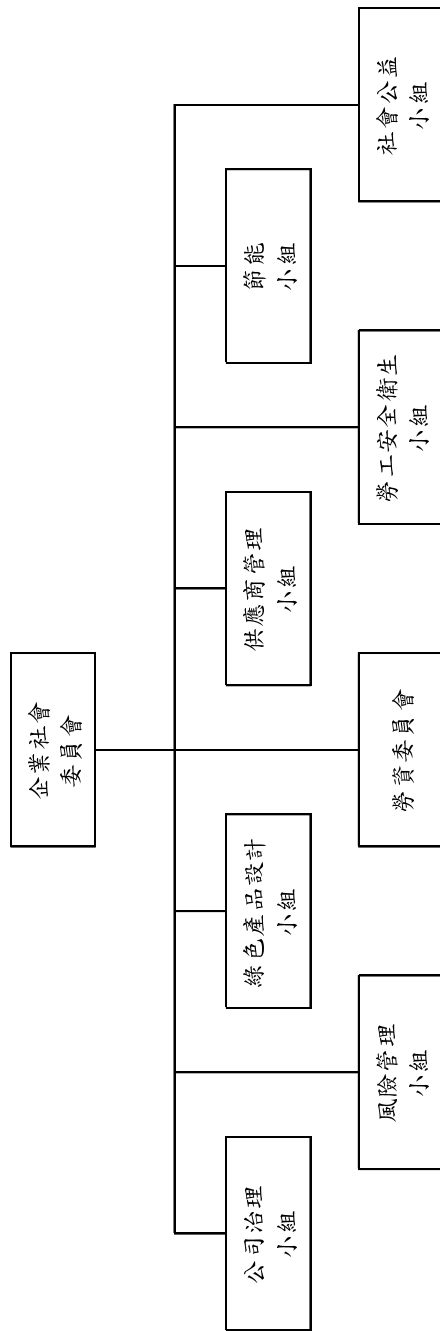 企業社會
委員會
公司治理
小組
風險管理
小組
綠色產品設計
小組
勞資委員會
供應商管理
小組
勞工安全衛生
小組
節能
小組
社會公益
小組